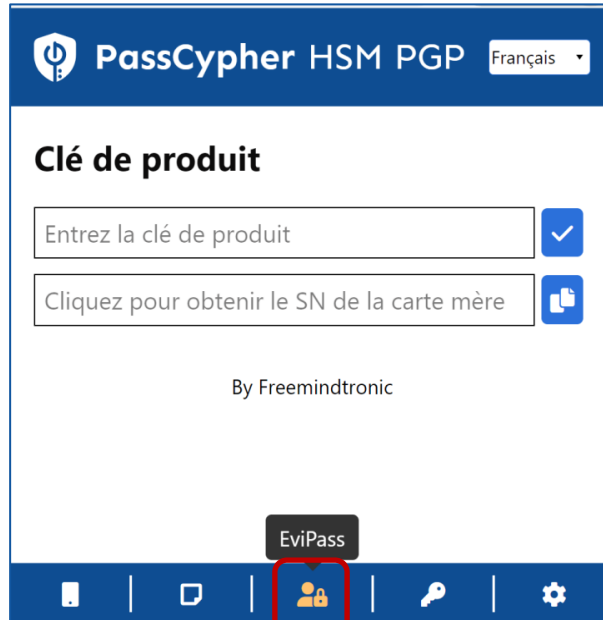 PassCypher HSM PGP
Français
Clé de produit
Entrez la clé de produit
Cliquez pour obtenir le SN de la carte mère
By Freemindtronic
EviPass